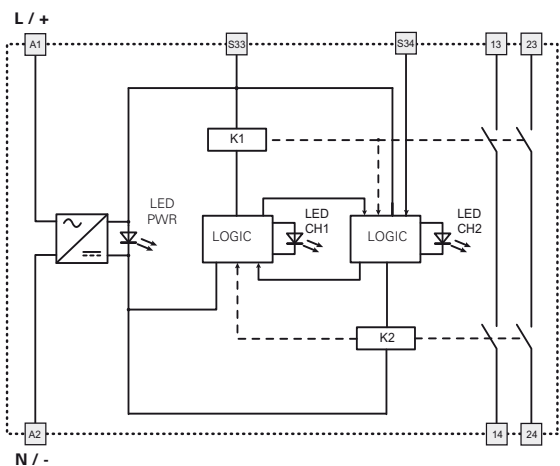 L / +
A1
S33
S34
13
23
K1
LED
PWR
LOGIC
LED
CH1
LOGIC
LED
CH2
K2
A2
14
24
N / -